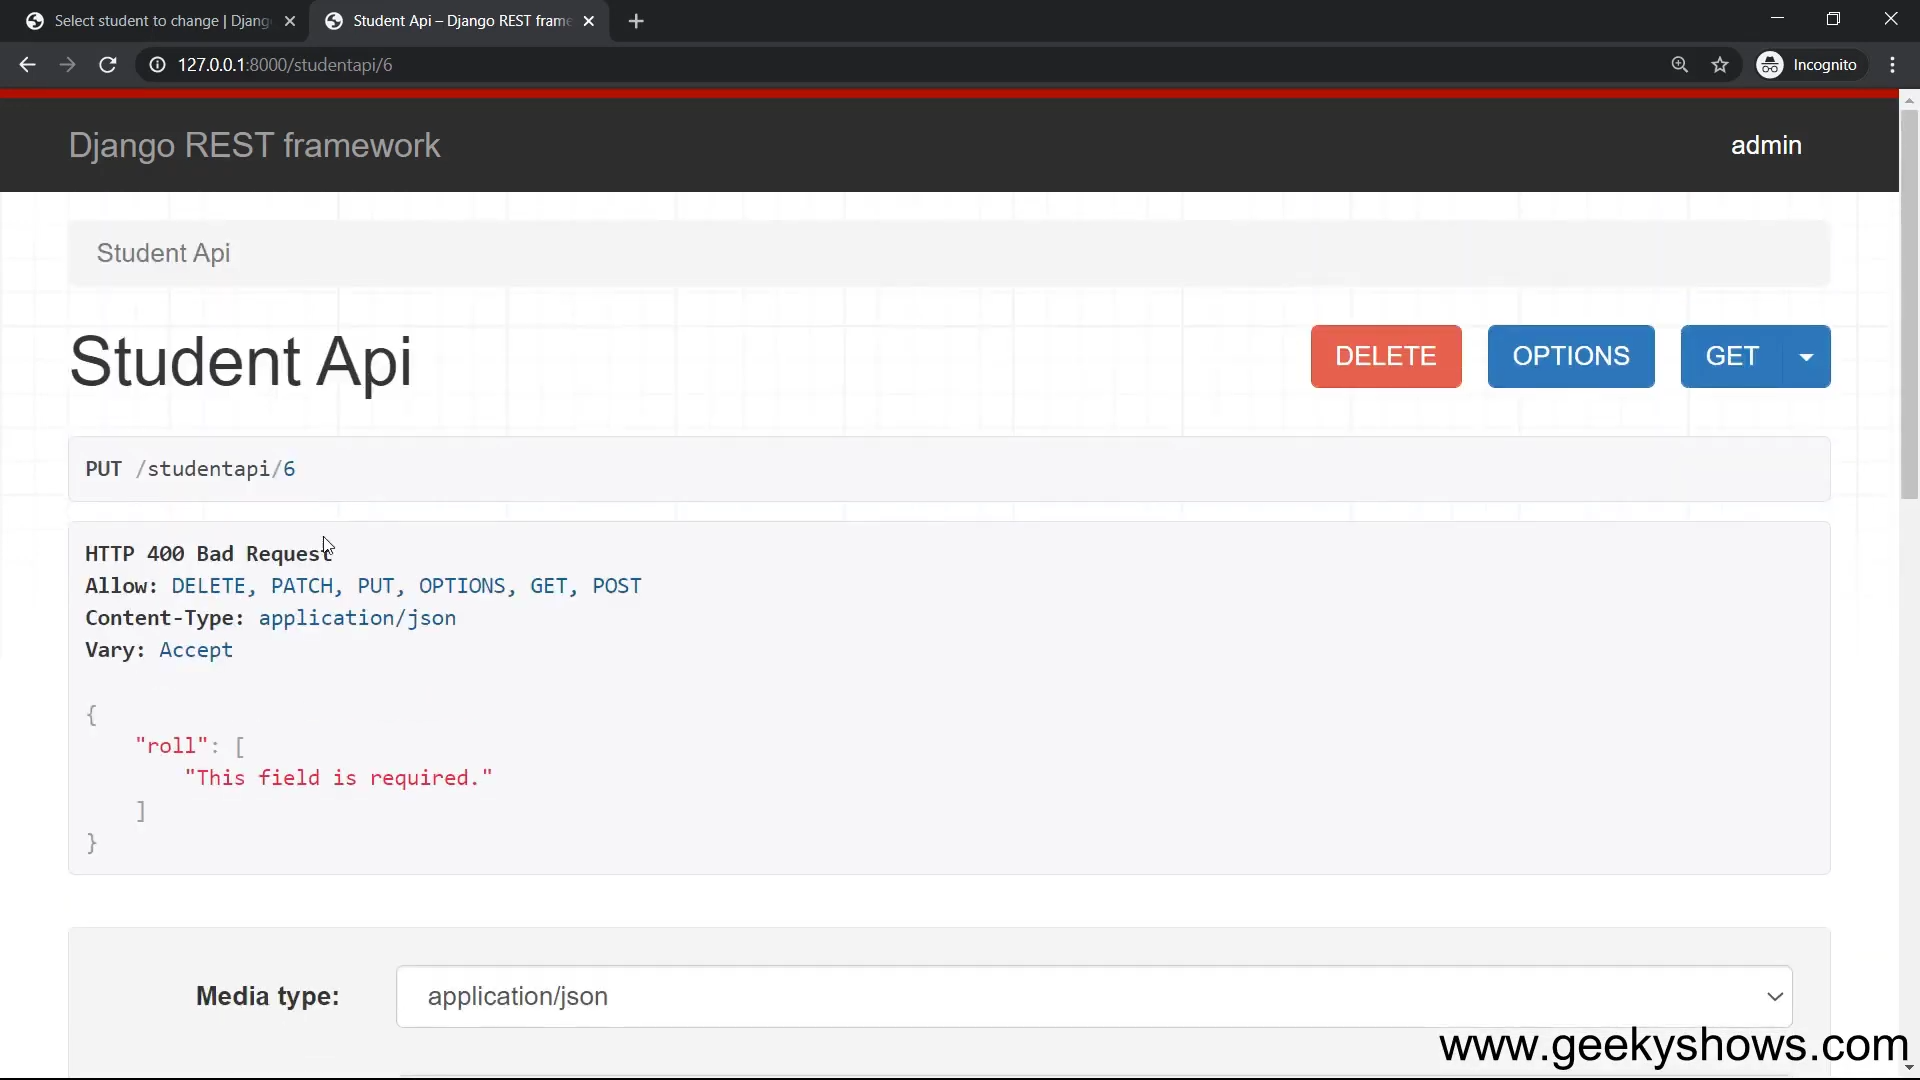 Select student to change | Djang
Student Api – Django REST frame
127.0.0.1:8000/studentapi/6
Incognito
Django REST framework
admin
Student Api
Student Api
DELETE
OPTIONS
GET
PUT /studentapi/6
HTTP 400 Bad Request
Allow: DELETE, PATCH, PUT, OPTIONS, GET, POST
Content-Type: application/json
Vary: Accept
{
"roll": [
"This field is required."
]
}
Media type:
application/json
www.geekyshows.com